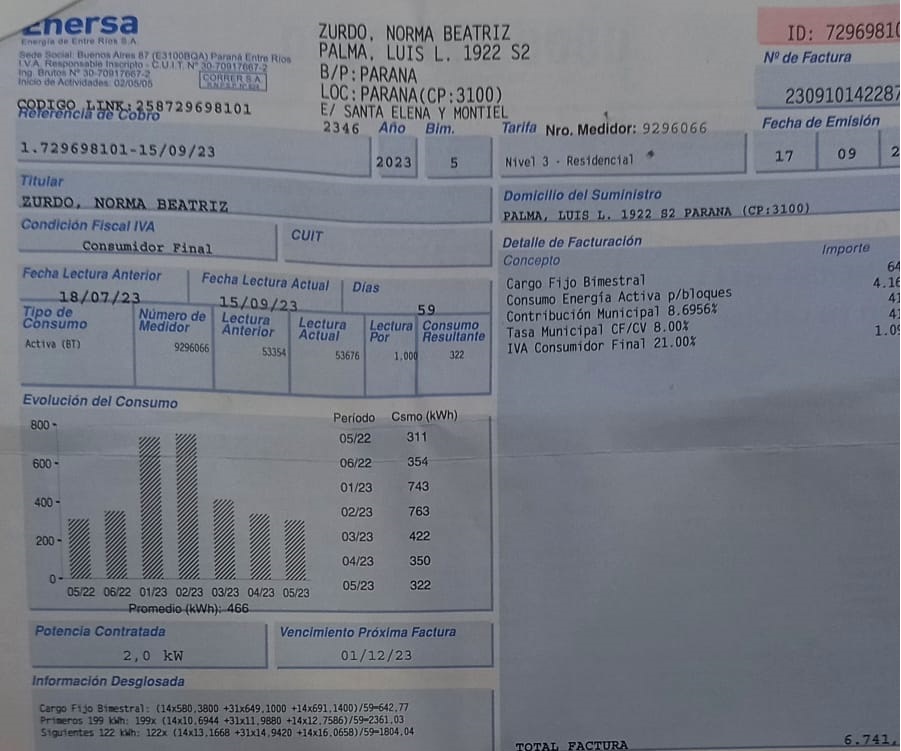 Enersa
Energía de Entre Ríos S.A.
Sede Social: Buenos Aires 87 (E3100BQA) Paraná Entre Ríos
I.V.A. Responsable Inscripto - C.U.I.T. Nº 30-70917667-2
Ing. Brutos Nº 30-70917667-2
Inicio de Actividades: 02/05/05
CORRER S.A.
CODIGO LINK: 258729698101
ZURDO, NORMA BEATRIZ
PALMA, LUIS L. 1922 S2
B/P: PARANA
LOC: PARANA(CP:3100)
E/ SANTA ELENA Y MONTIEL
2346
ID: 7296981
Nº de Factura
230910142287
Referencia de Cobro
1.729698101-15/09/23
Año
2023
Bim.
5
Tarifa
Nro. Medidor: 9296066
Nivel 3 - Residencial
Fecha de Emisión
17 09 2
Titular
ZURDO, NORMA BEATRIZ
Domicilio del Suministro
PALMA, LUIS L. 1922 S2 PARANA (CP:3100)
Condición Fiscal IVA
Consumidor Final
CUIT
Fecha Lectura Anterior
18/07/23
Fecha Lectura Actual
15/09/23
Días
59
Tipo de Consumo
Número de Medidor
Lectura Anterior
Lectura Actual
Lectura Por
Consumo Resultante
Activa (BT) 9296066 53354 53676 1,000 322
Detalle de Facturación
Concepto Importe
Cargo Fijo Bimestral 64
Consumo Energía Activa p/bloques 4.16
Contribución Municipal 8.6956% 41
Tasa Municipal CF/CV 8.00% 41
IVA Consumidor Final 21.00% 1.09
Evolución del Consumo
800
600
400
200
0
05/22 06/22 01/23 02/23 03/23 04/23 05/23
Promedio (kWh): 466
Período Csmo (kWh)
05/22 311
06/22 354
01/23 743
02/23 763
03/23 422
04/23 350
05/23 322
Potencia Contratada
2,0 kW
Vencimiento Próxima Factura
01/12/23
Información Desglosada
Cargo Fijo Bimestral: (14x580,3800 +31x649,1000 +14x691,1400)/59=642,77
Primeros 199 kWh: 199x (14x10,6944 +31x11,9880 +14x12,7586)/59=2361,03
Siguientes 122 kWh: 122x (14x13,1668 +31x14,9420 +14x16,0658)/59=1804,04
TOTAL FACTURA 6.741,